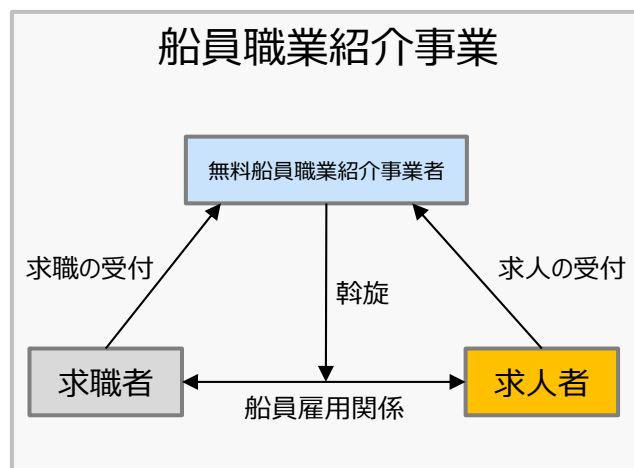 船員職業紹介事業
無料船員職業紹介事業者
求職の受付
求人の受付
斡旋
求職者
求人者
船員雇用関係